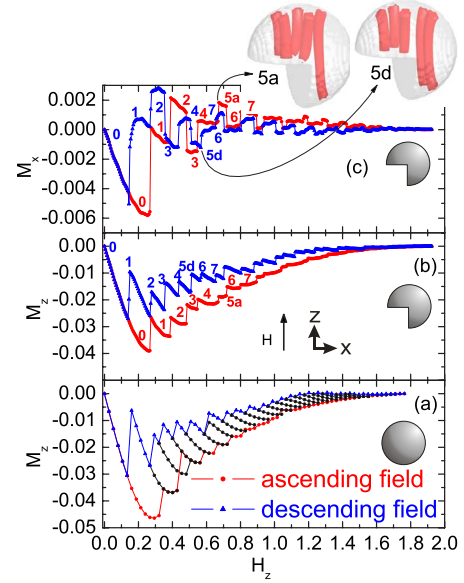 5a 5d
0.002
0.000
-0.002
-0.004
-0.006
M_x
0 1 2 3 0 1 2 3 4 5d 4 7 5a 6 6 7
(c)
0.00
-0.01
-0.02
-0.03
-0.04
M_z
0 1 2 3 4 5d 6 7
0 1 2 3 4 5a 6 7
H z x
(b)
0.00
-0.01
-0.02
-0.03
-0.04
-0.05
M_z
(a)
ascending field
descending field
0.0 0.2 0.4 0.6 0.8 1.0 1.2 1.4 1.6 1.8 2.0
H_z